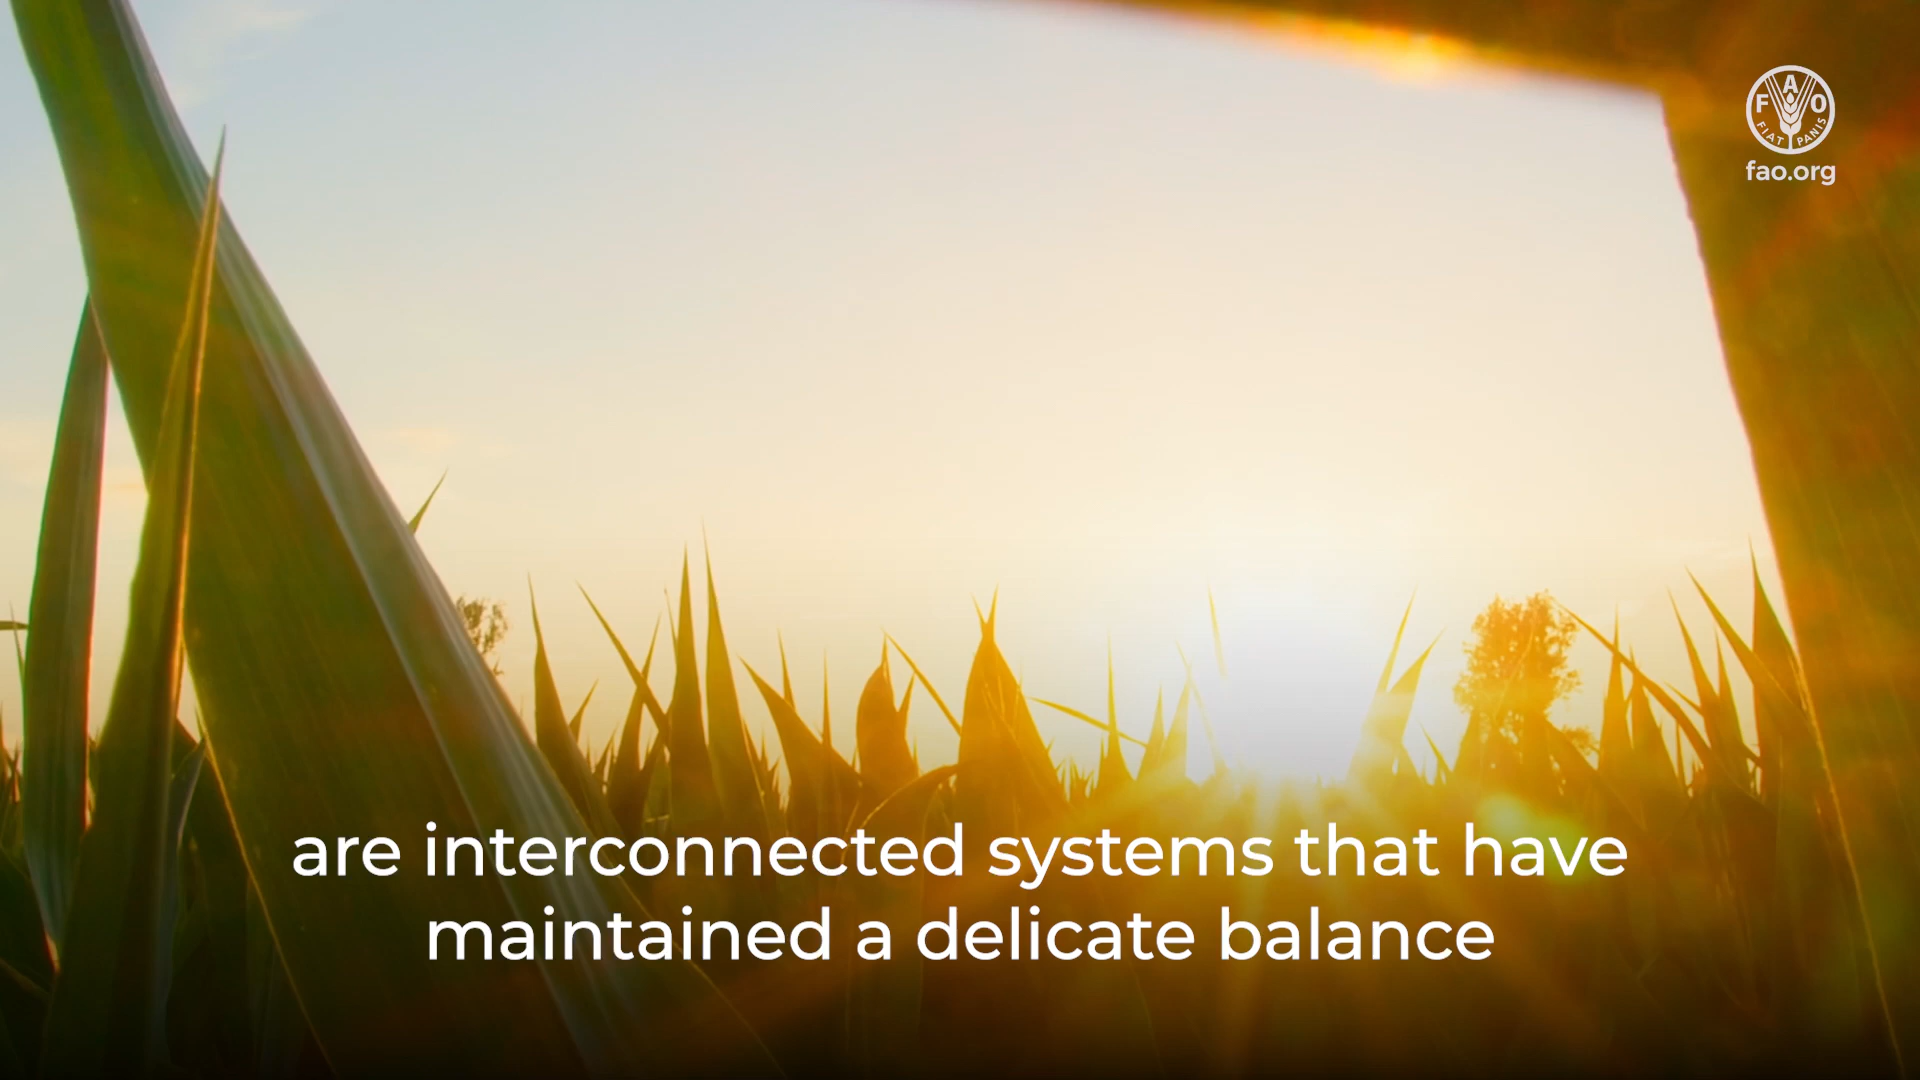 FAO
FIAT PANIS
fao.org
are interconnected systems that have
maintained a delicate balance